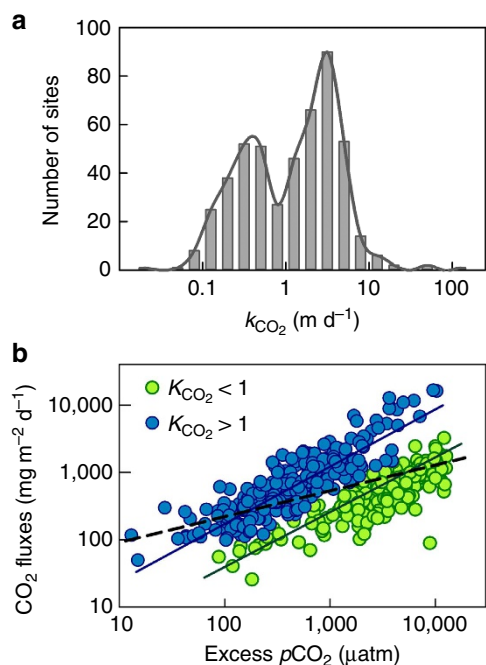 a
100
80
60
40
20
0
Number of sites
0.1 1 10 100
kCO2 (m d−1)
b
KCO2 < 1
KCO2 > 1
10,000
1,000
100
10
CO2 fluxes (mg m−2 d−1)
10 100 1,000 10,000
Excess pCO2 (μatm)